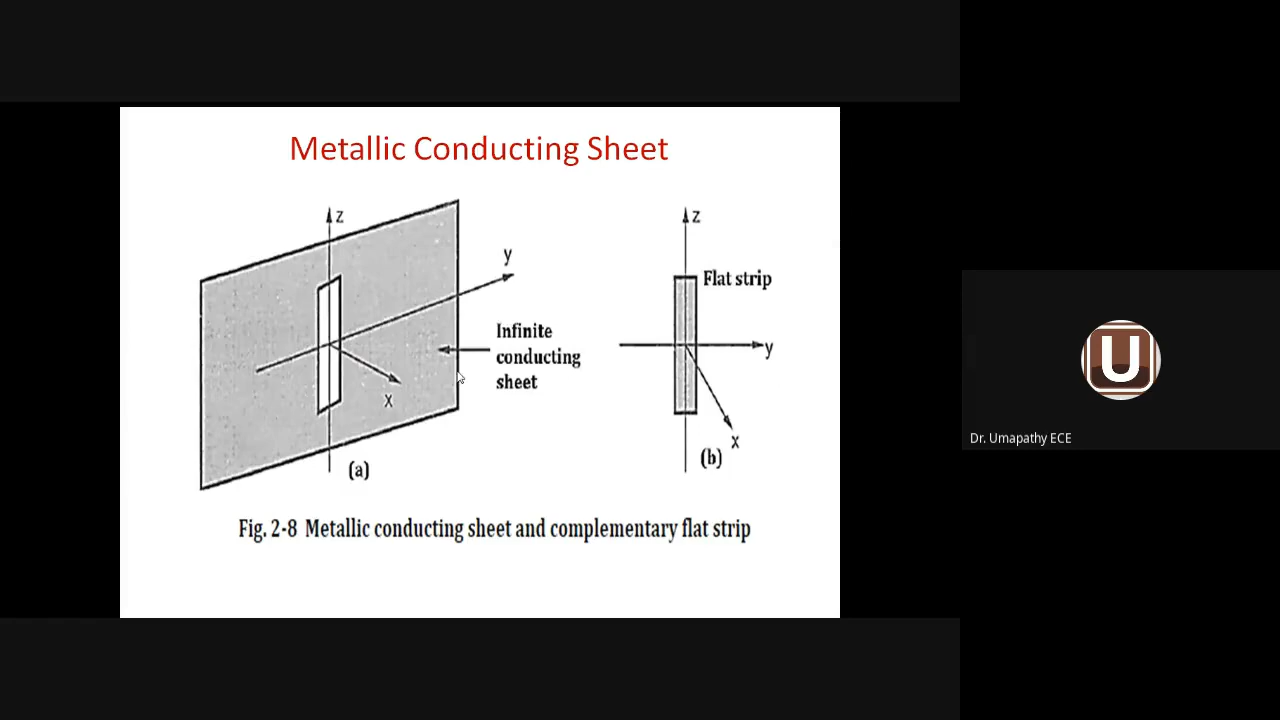 Metallic Conducting Sheet
z
y
Infinite
conducting
sheet
x
(a)
z
Flat strip
y
x
(b)
Fig. 2-8 Metallic conducting sheet and complementary flat strip
U
Dr. Umapathy ECE